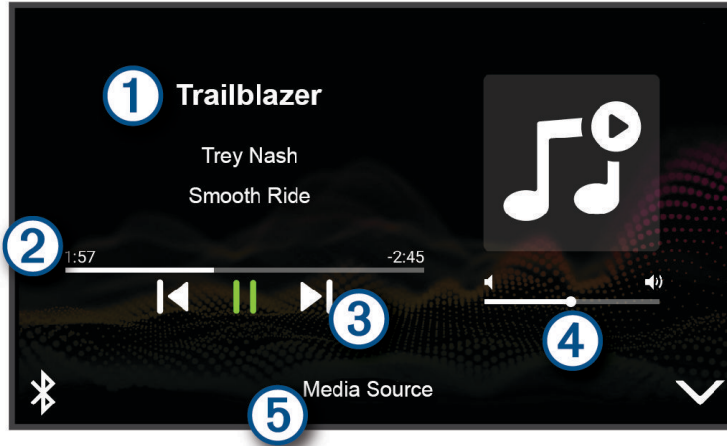 1
Trailblazer
Trey Nash
Smooth Ride
2
1:57
-2:45
3
4
5
Media Source